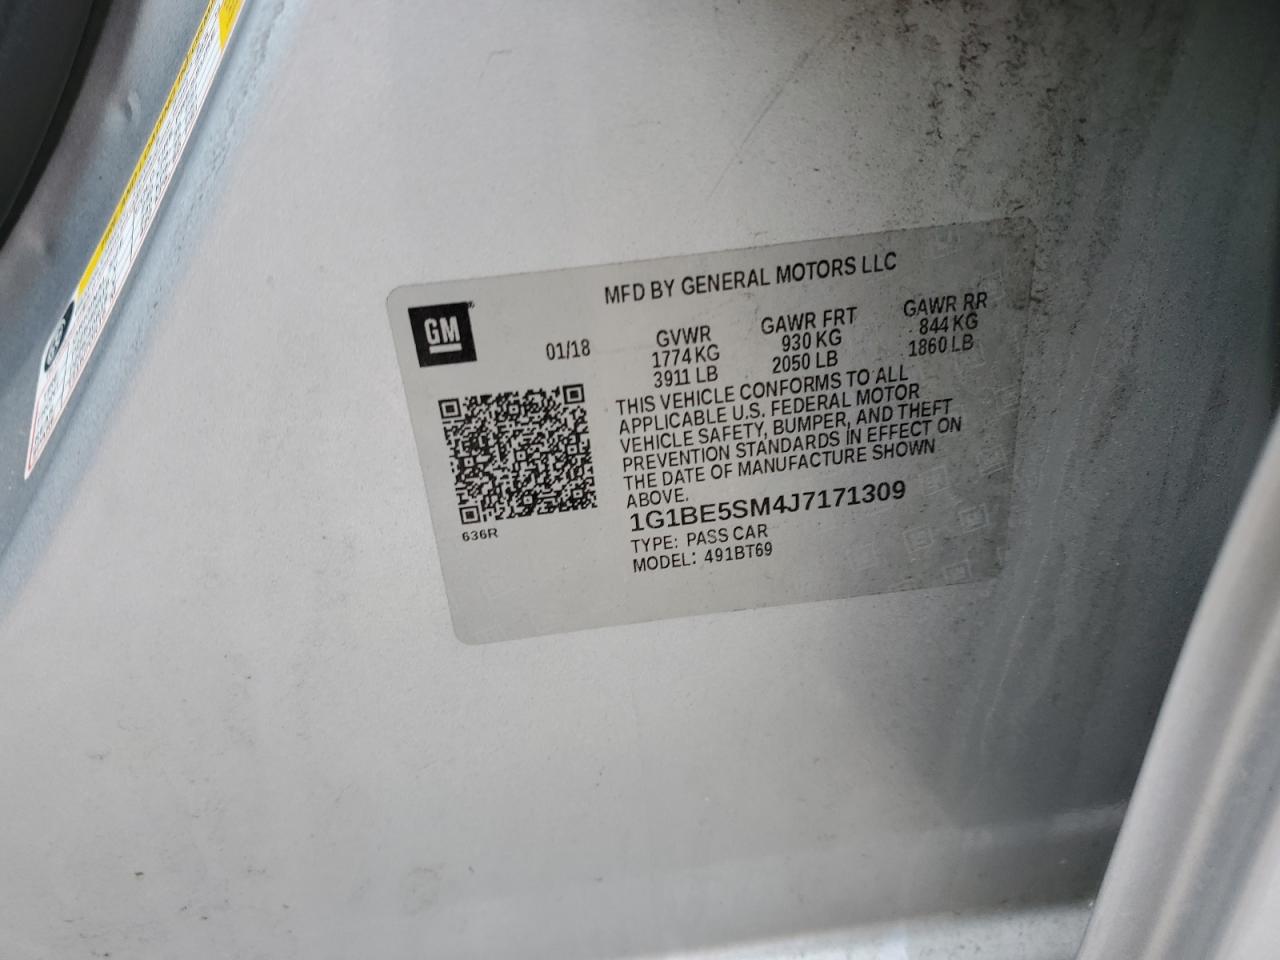 MFD BY GENERAL MOTORS LLC
GM®
01/18
GVWR
1774 KG
3911 LB
GAWR FRT
930 KG
2050 LB
GAWR RR
844 KG
1860 LB
THIS VEHICLE CONFORMS TO ALL
APPLICABLE U.S. FEDERAL MOTOR
VEHICLE SAFETY, BUMPER, AND THEFT
PREVENTION STANDARDS IN EFFECT ON
THE DATE OF MANUFACTURE SHOWN
ABOVE.
1G1BE5SM4J7171309
TYPE: PASS CAR
MODEL: 491BT69
636R